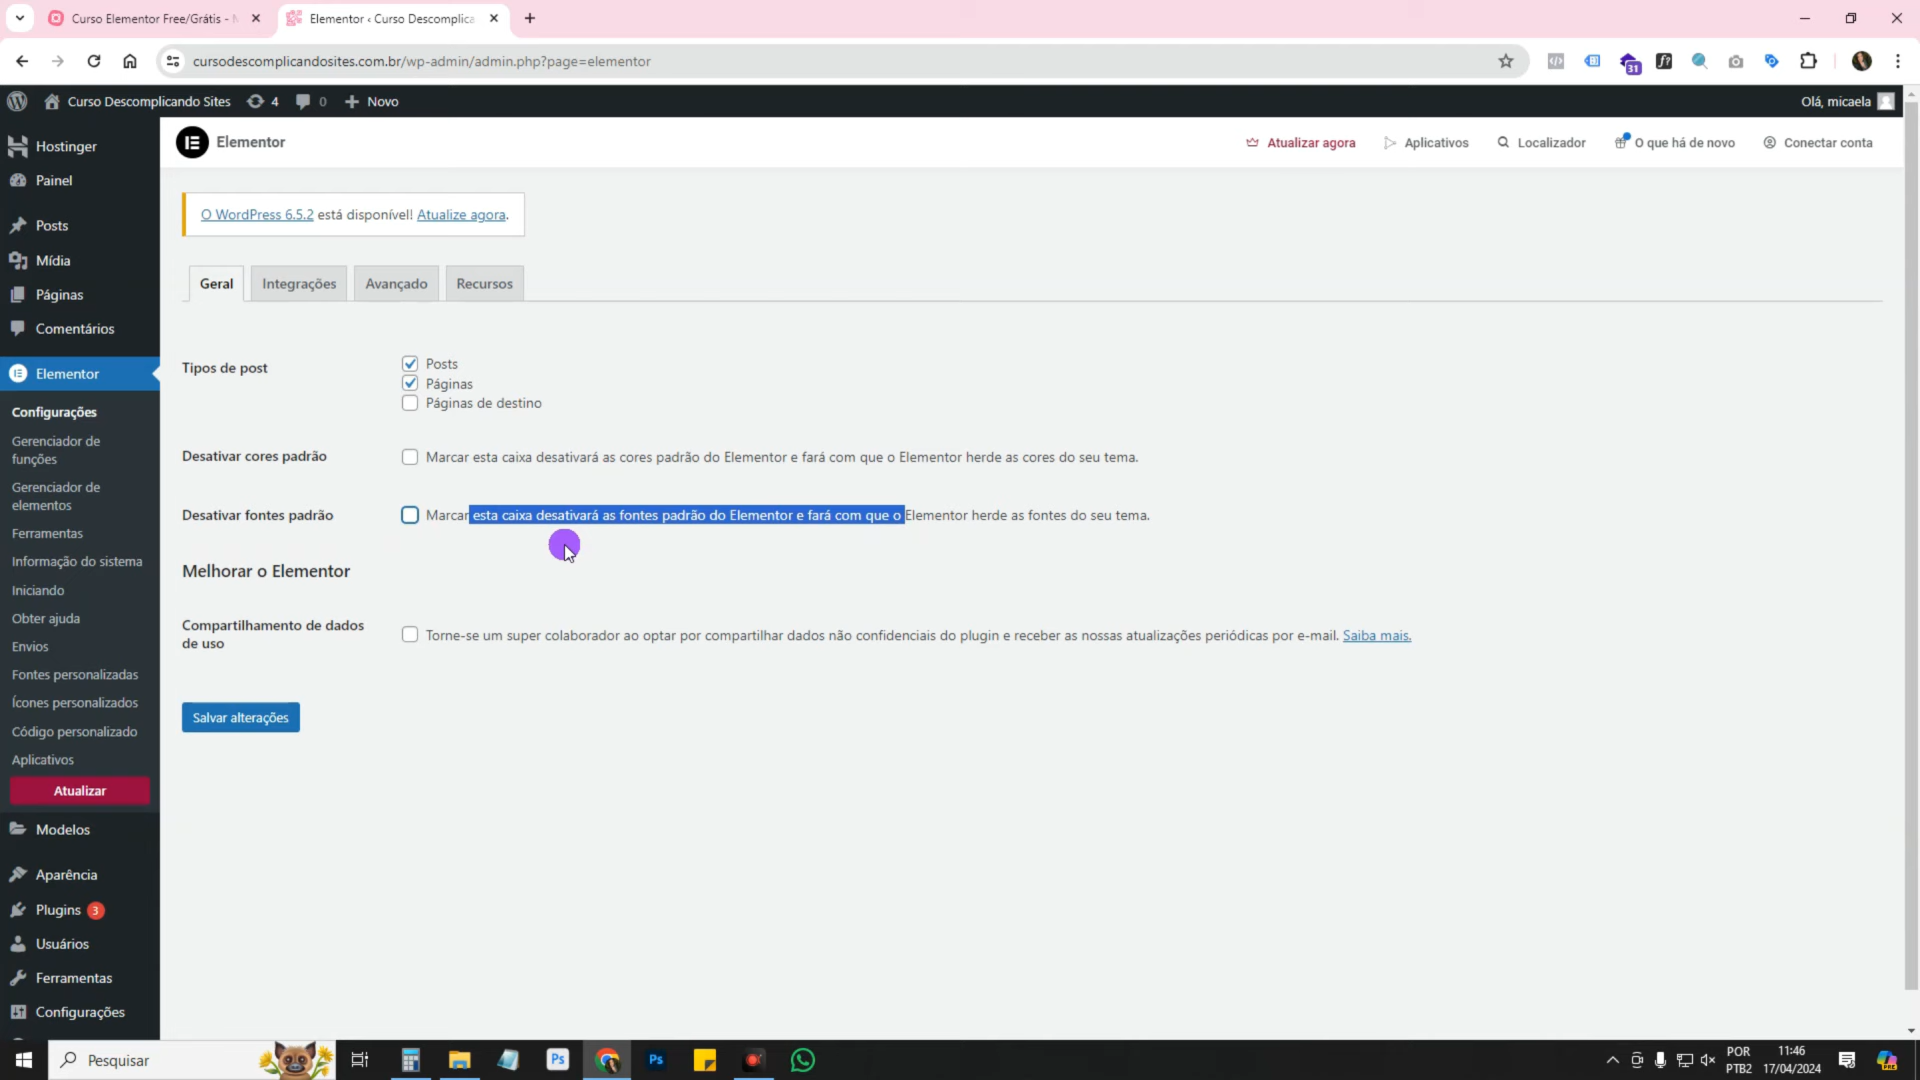 Curso Elementor Free/Grátis -
Elementor ‹ Curso Descomplica
cursodescomplicandosites.com.br/wp-admin/admin.php?page=elementor
31
Curso Descomplicando Sites
4
0
Novo
Olá, micaela
Hostinger
Painel
Posts
Mídia
Páginas
Comentários
Elementor
Configurações
Gerenciador de
funções
Gerenciador de
elementos
Ferramentas
Informação do sistema
Iniciando
Obter ajuda
Envios
Fontes personalizadas
Ícones personalizados
Código personalizado
Aplicativos
Atualizar
Modelos
Aparência
Plugins 3
Usuários
Ferramentas
Configurações
Elementor
Atualizar agora
Aplicativos
Localizador
O que há de novo
Conectar conta
O WordPress 6.5.2 está disponível! Atualize agora.
Geral
Integrações
Avançado
Recursos
Tipos de post
Posts
Páginas
Páginas de destino
Desativar cores padrão
Marcar esta caixa desativará as cores padrão do Elementor e fará com que o Elementor herde as cores do seu tema.
Desativar fontes padrão
Marcar esta caixa desativará as fontes padrão do Elementor e fará com que o Elementor herde as fontes do seu tema.
Melhorar o Elementor
Compartilhamento de dados
de uso
Torne-se um super colaborador ao optar por compartilhar dados não confidenciais do plugin e receber as nossas atualizações periódicas por e-mail. Saiba mais.
Salvar alterações
Pesquisar
Ps
Ps
POR
PTB2
11:46
17/04/2024
PRE